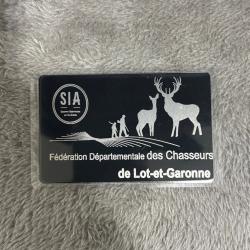 SIA
Fédération Départementale des Chasseurs
de Lot-et-Garonne